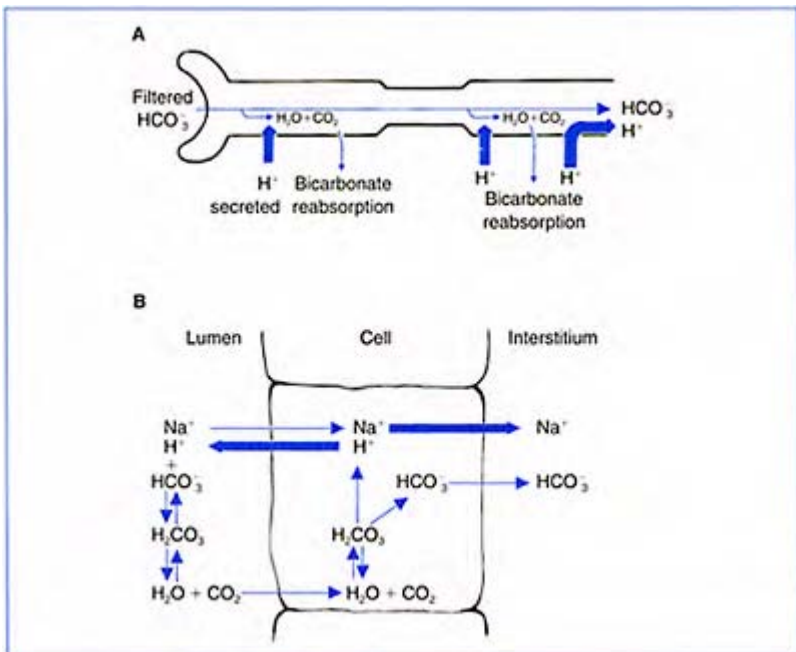 A
Filtered
HCO₃⁻
H₂O + CO₂
H₂O + CO₂
HCO₃⁻
H⁺
H⁺ Bicarbonate
secreted reabsorption
H⁺
H⁺
Bicarbonate
reabsorption
B
Lumen Cell Interstitium
Na⁺ Na⁺ Na⁺
H⁺ H⁺
+
HCO₃⁻ HCO₃⁻ HCO₃⁻
H₂CO₃ H₂CO₃
H₂O + CO₂ H₂O + CO₂